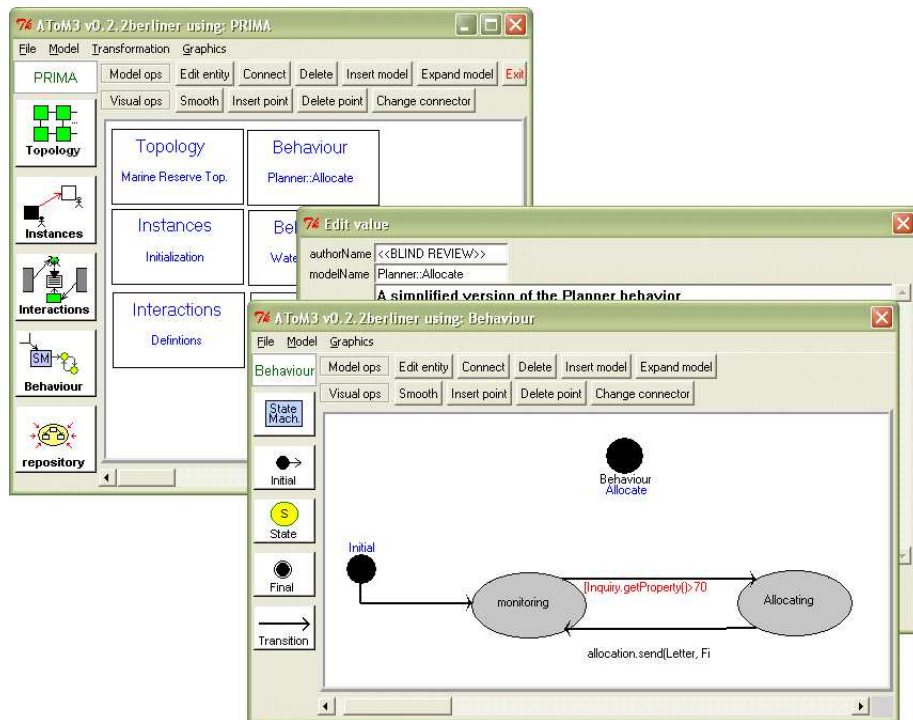 AToM3 v0.2.2berliner using: PRIMA
File Model Transformation Graphics
PRIMA
Model ops Edit entity Connect Delete Insert model Expand model Exit
Visual ops Smooth Insert point Delete point Change connector
Topology
Instances
Interactions
Behaviour
repository
Topology
Marine Reserve Top.
Behaviour
Planner::Allocate
Instances
Initialization
Wate
Interactions
Defintions
Edit value
authorName <<BLIND REVIEW>>
modelName Planner::Allocate
A simplified version of the Planner behavior
AToM3 v0.2.2berliner using: Behaviour
File Model Graphics
Behaviour
Model ops Edit entity Connect Delete Insert model Expand model
Visual ops Smooth Insert point Delete point Change connector
State
Mach.
Initial
S
State
Final
Transition
SM
Behaviour
Allocate
Initial
monitoring
[Inquiry.getProperty()>70
Allocating
allocation.send(Letter, Fi